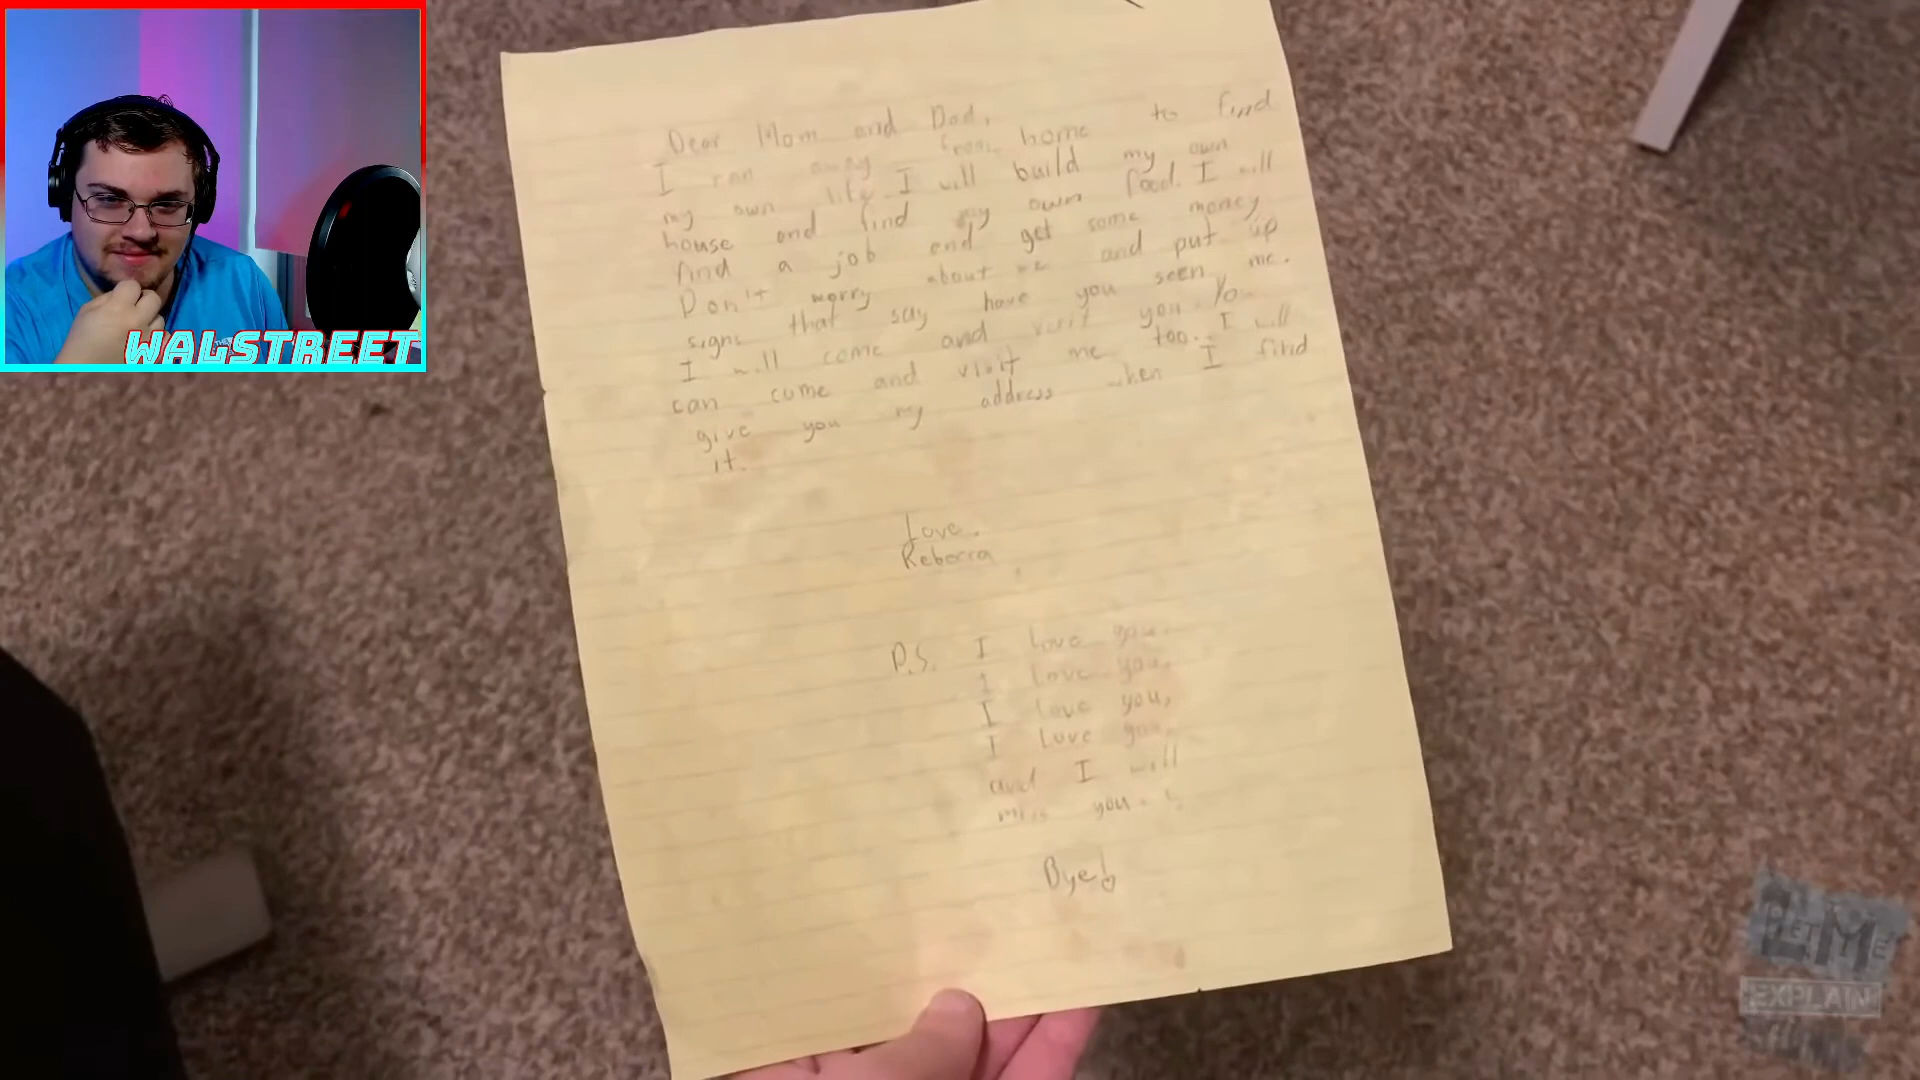 THE
WALSTREET
Dear Mom and Dad,
I ran away from home to find
my own life. I will build my own
house and find my own food. I will
find a job and get some money
Don't worry about me and put up
signs that say have you seen me.
I will come and visit you. You
can come and visit me too. I will
give you my address when I find
it.
Love,
Rebecca
P.S. I love you.
I love you,
I love you,
I love you,
and I will
miss you.
Bye!
LET ME
EXPLAIN